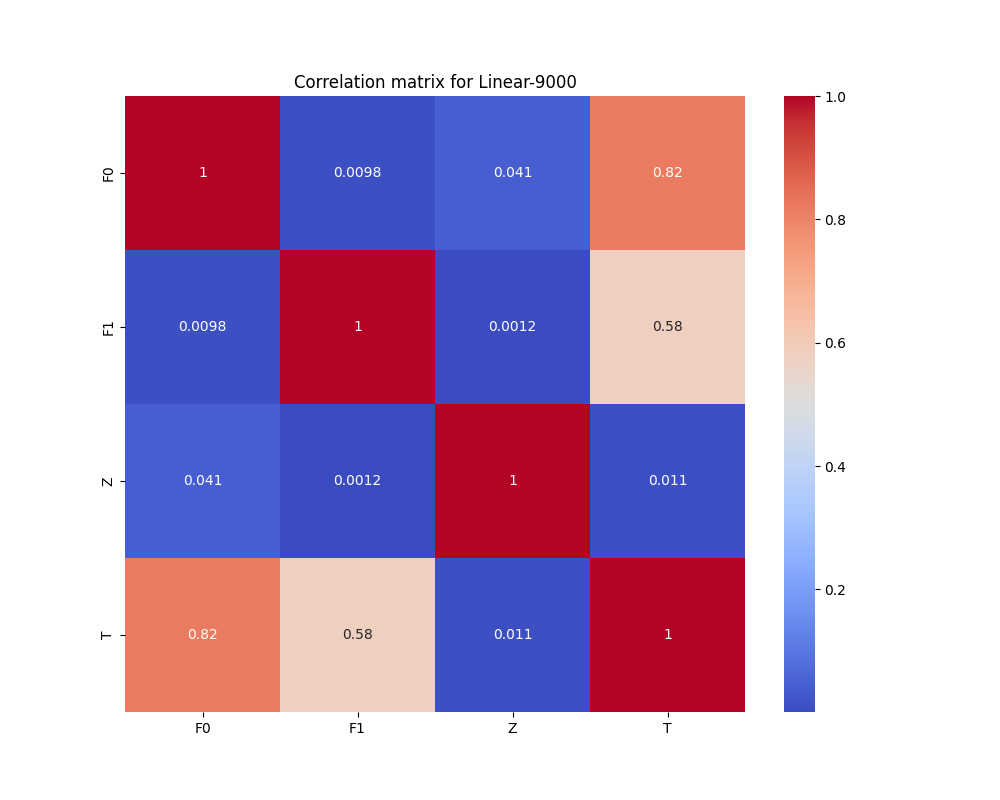 Correlation matrix for Linear-9000
F0 1 0.0098 0.041 0.82
F1 0.0098 1 0.0012 0.58
Z 0.041 0.0012 1 0.011
T 0.82 0.58 0.011 1
F0 F1 Z T
1.0
0.8
0.6
0.4
0.2